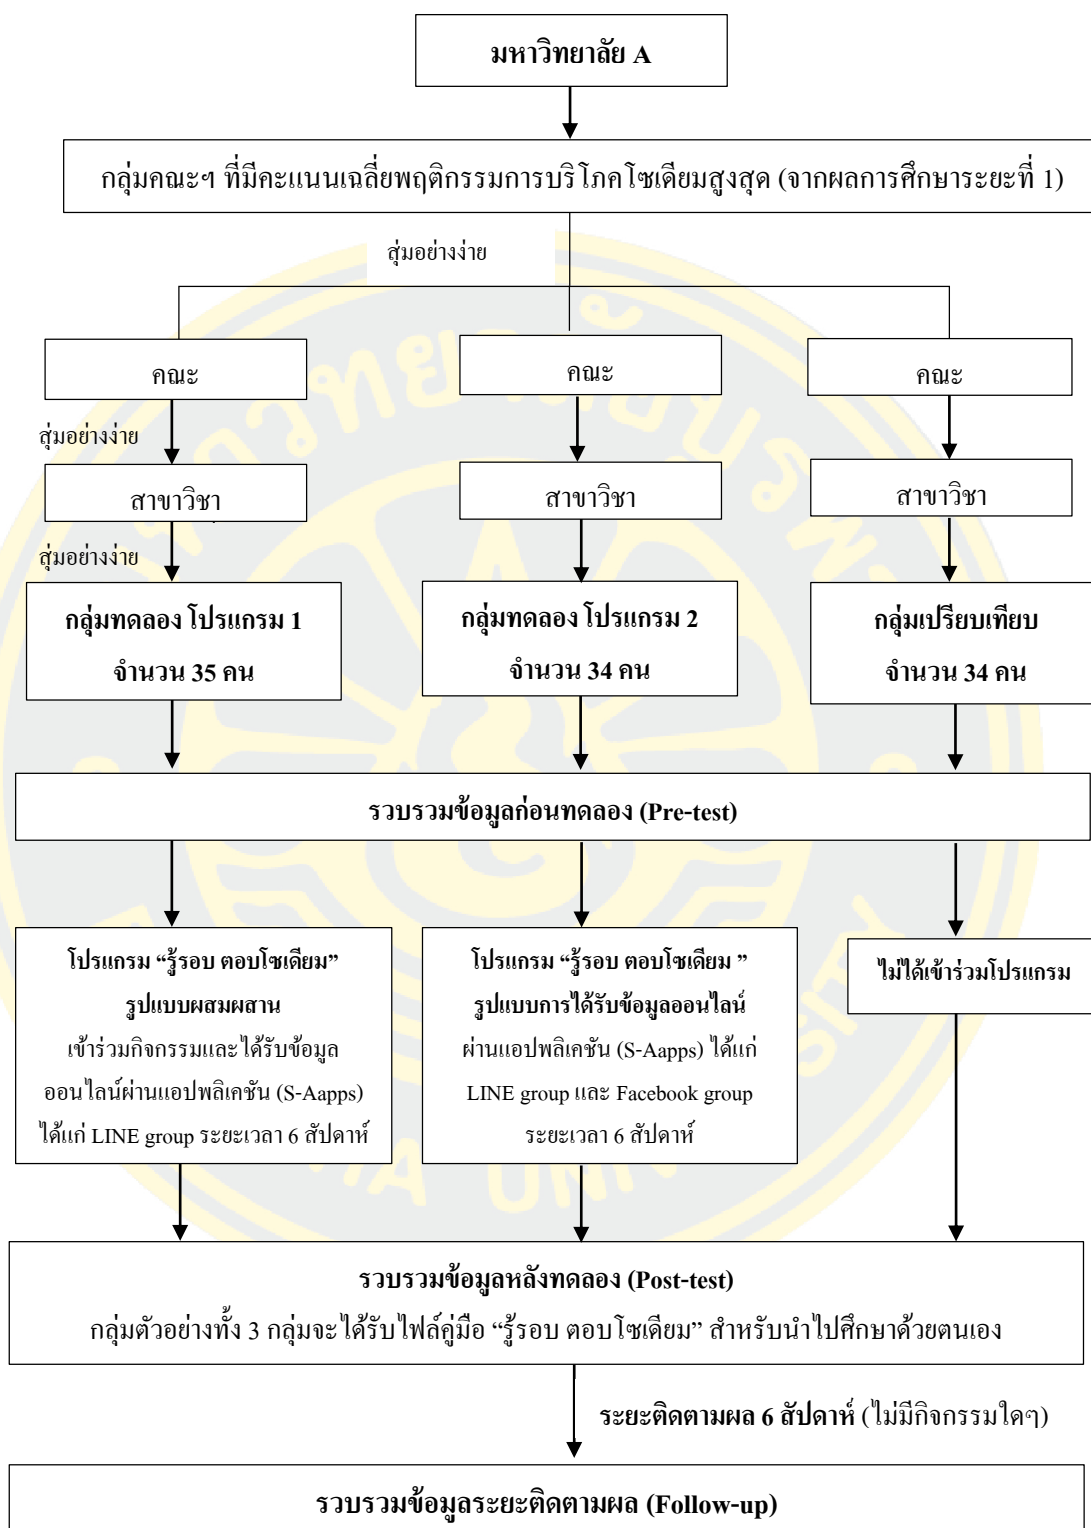 มหาวิทยาลัย A
กลุ่มคณะฯ ที่มีคะแนนเฉลี่ยพฤติกรรมการบริโภคโซเดียมสูงสุด (จากผลการศึกษาระยะที่ 1)
สุ่มอย่างง่าย
คณะ
คณะ
คณะ
สุ่มอย่างง่าย
สาขาวิชา
สาขาวิชา
สาขาวิชา
สุ่มอย่างง่าย
กลุ่มทดลอง โปรแกรม 1
จำนวน 35 คน
กลุ่มทดลอง โปรแกรม 2
จำนวน 34 คน
กลุ่มเปรียบเทียบ
จำนวน 34 คน
รวบรวมข้อมูลก่อนทดลอง (Pre-test)
โปรแกรม “รู้รอบ ตอบโซเดียม”
รูปแบบผสมผสาน
เข้าร่วมกิจกรรมและได้รับข้อมูล
ออนไลน์ผ่านแอปพลิเคชัน (S-Aapps)
ได้แก่ LINE group ระยะเวลา 6 สัปดาห์
โปรแกรม “รู้รอบ ตอบโซเดียม ”
รูปแบบการได้รับข้อมูลออนไลน์
ผ่านแอปพลิเคชัน (S-Aapps) ได้แก่
LINE group และ Facebook group
ระยะเวลา 6 สัปดาห์
ไม่ได้เข้าร่วมโปรแกรม
รวบรวมข้อมูลหลังทดลอง (Post-test)
กลุ่มตัวอย่างทั้ง 3 กลุ่มจะได้รับไฟล์คู่มือ “รู้รอบ ตอบโซเดียม” สำหรับนำไปศึกษาด้วยตนเอง
ระยะติดตามผล 6 สัปดาห์ (ไม่มีกิจกรรมใดๆ)
รวบรวมข้อมูลระยะติดตามผล (Follow-up)